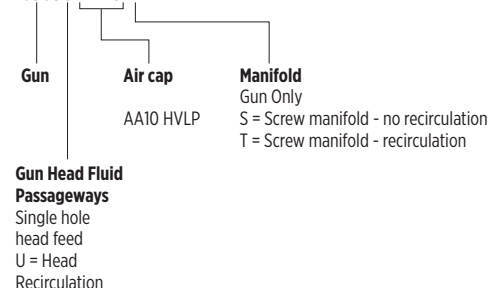 Gun
Air cap
Manifold
Gun Only
AA10 HVLP
S = Screw manifold - no recirculation
T = Screw manifold - recirculation
Gun Head Fluid
Passageways
Single hole
head feed
U = Head
Recirculation